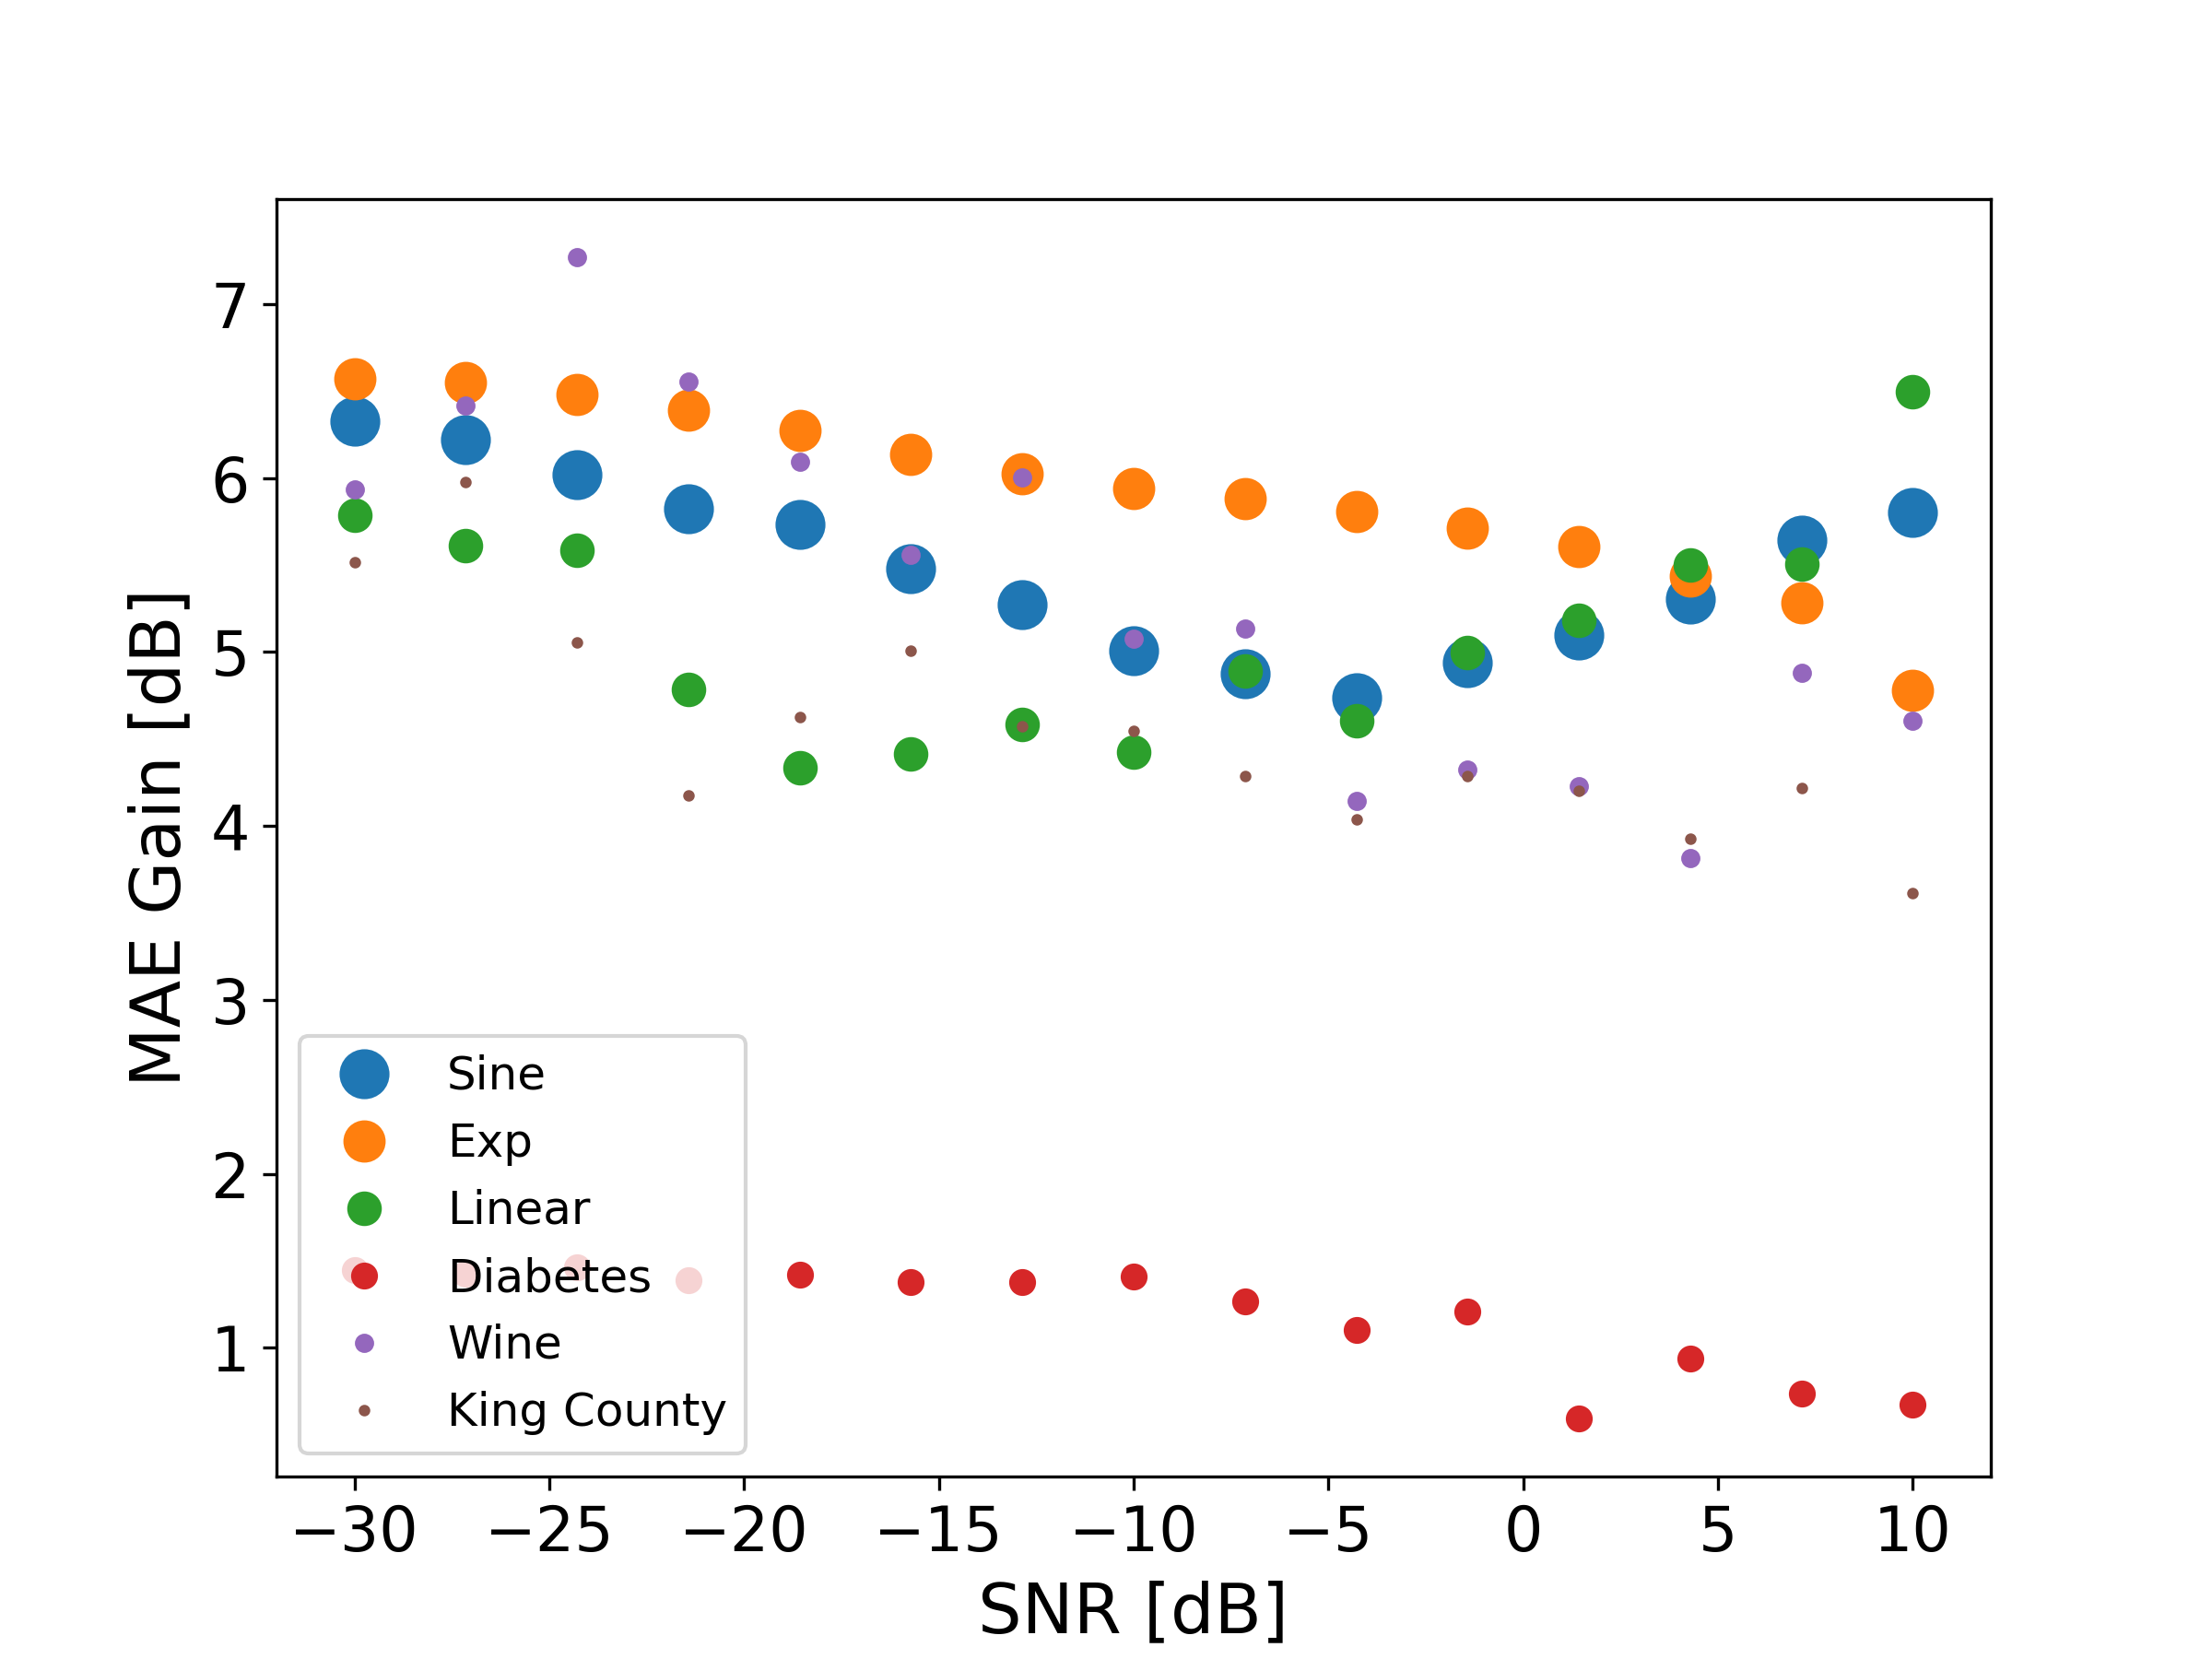 7
6
5
4
3
2
1
MAE Gain [dB]
Sine
Exp
Linear
Diabetes
Wine
King County
−30 −25 −20 −15 −10 −5 0 5 10
SNR [dB]